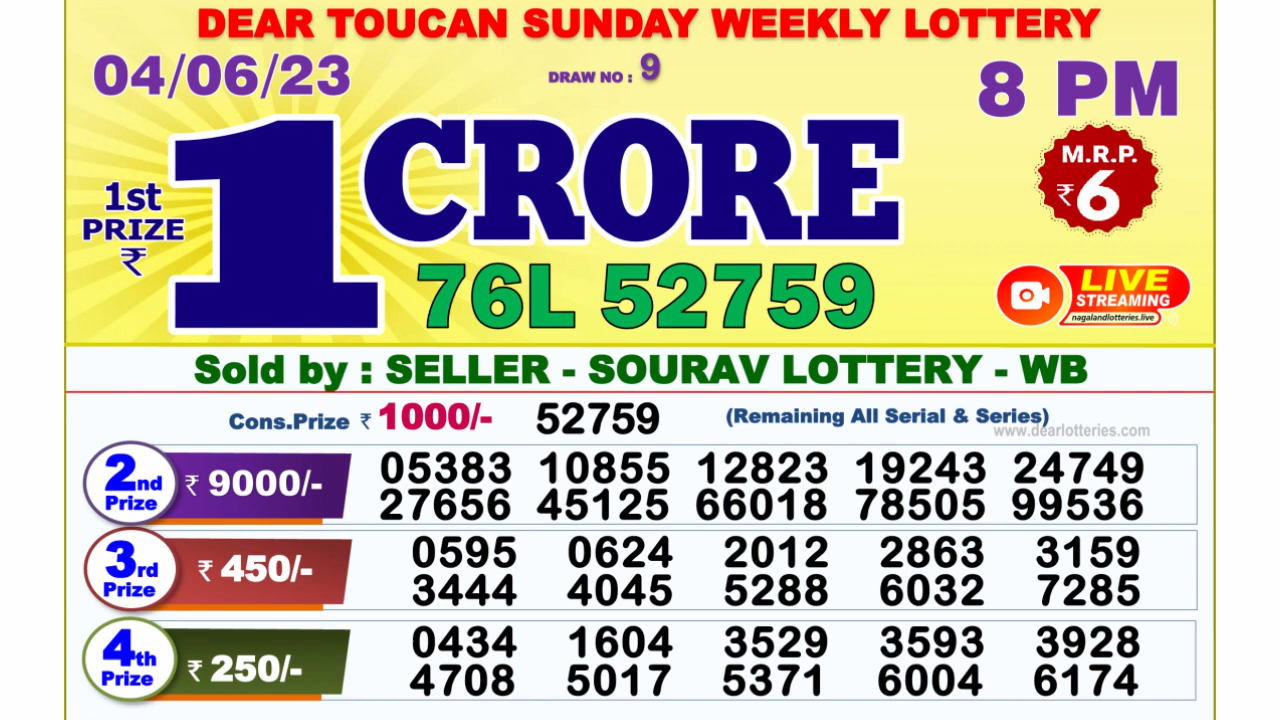 DEAR TOUCAN SUNDAY WEEKLY LOTTERY
04/06/23
DRAW NO : 9
8 PM
1st
PRIZE
₹
1 CRORE
M.R.P.
₹ 6
76L 52759
LIVE
STREAMING
nagalandlotteries.live
Sold by : SELLER - SOURAV LOTTERY - WB
Cons.Prize ₹ 1000/- 52759 (Remaining All Serial & Series)
www.dearlotteries.com
2nd Prize ₹ 9000/-
05383 10855 12823 19243 24749
27656 45125 66018 78505 99536
3rd Prize ₹ 450/-
0595 0624 2012 2863 3159
3444 4045 5288 6032 7285
4th Prize ₹ 250/-
0434 1604 3529 3593 3928
4708 5017 5371 6004 6174